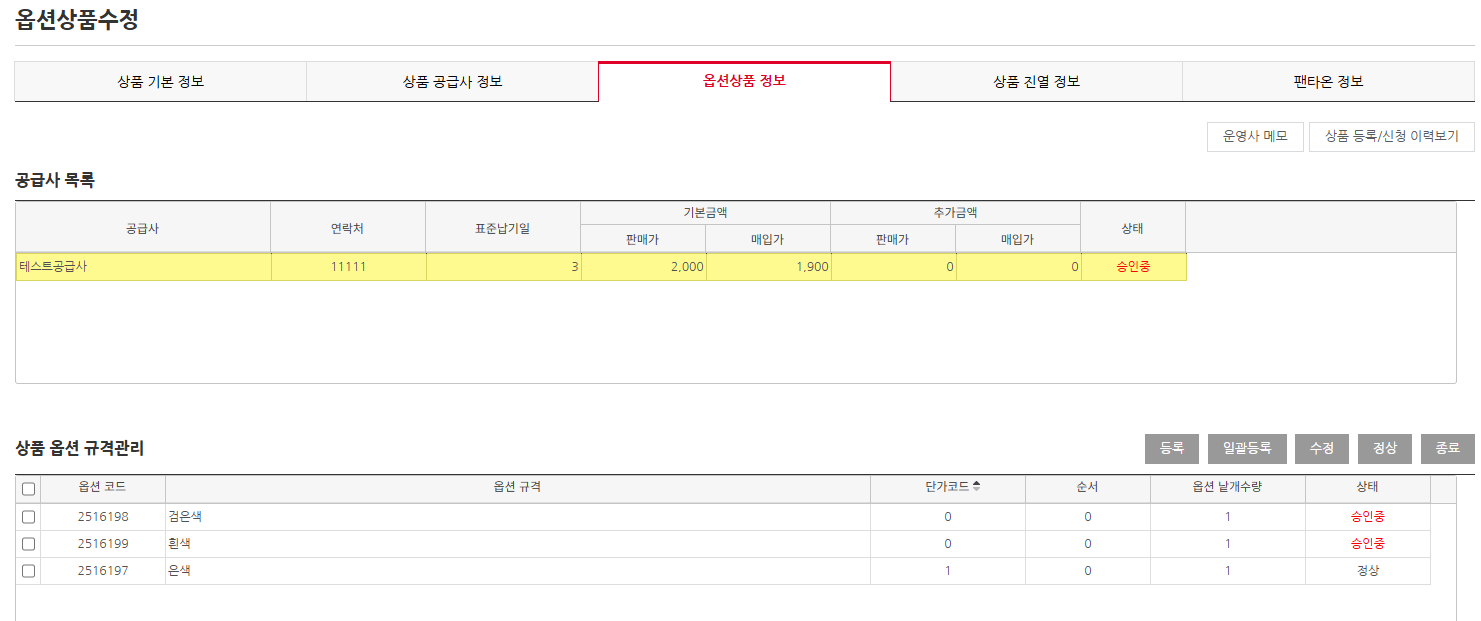 옵션상품수정
상품 기본 정보 상품 공급사 정보 옵션상품 정보 상품 진열 정보 팬타온 정보
운영사 메모 상품 등록/신청 이력보기
공급사 목록
공급사 연락처 표준납기일 기본금액 추가금액 상태
판매가 매입가 판매가 매입가
테스트공급사 11111 3 2,000 1,900 0 0 승인중
상품 옵션 규격관리 등록 일괄등록 수정 정상 종료
옵션 코드 옵션 규격 단가코드 순서 옵션 낱개수량 상태
2516198 검은색 0 0 1 승인중
2516199 흰색 0 0 1 승인중
2516197 은색 1 0 1 정상